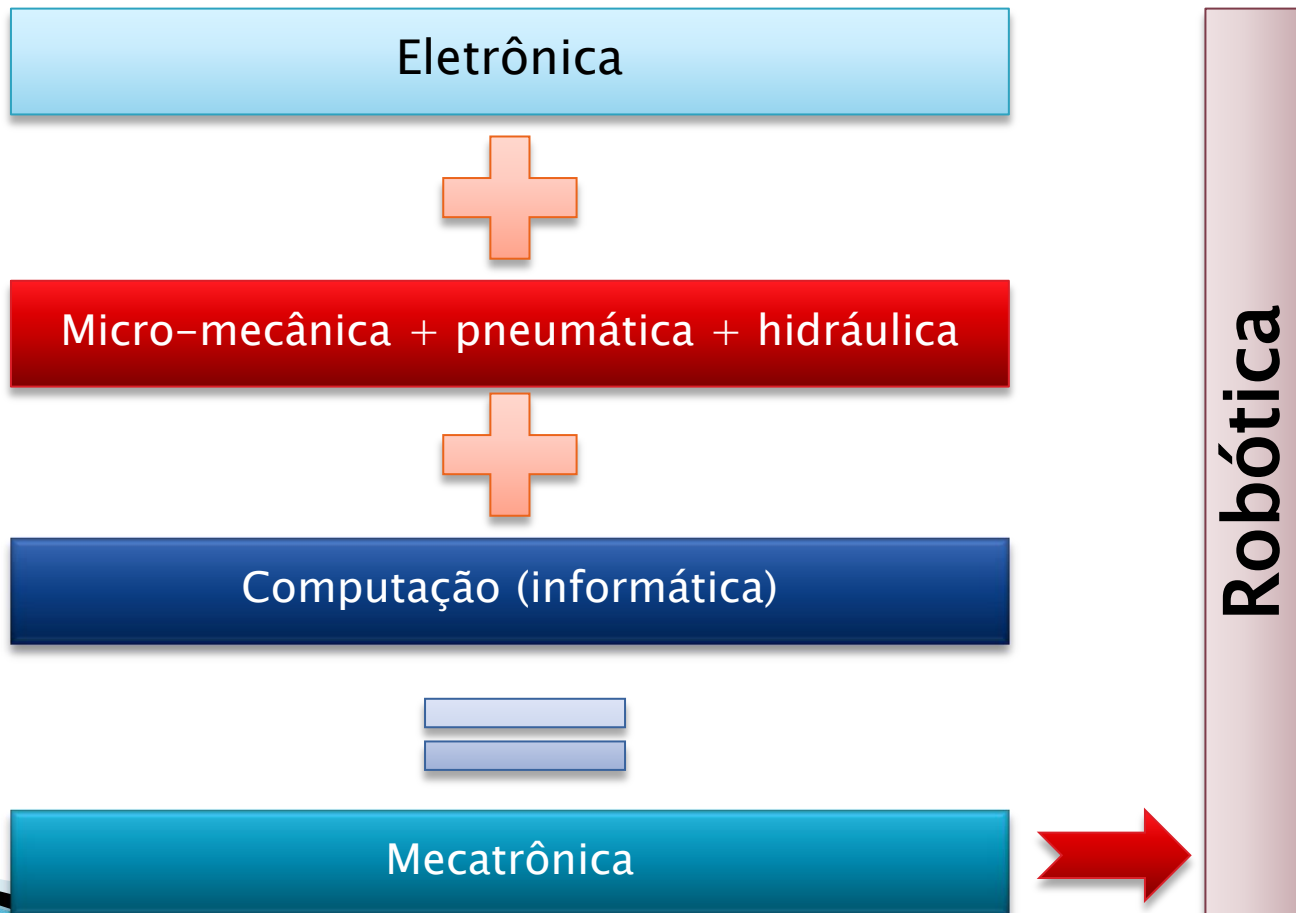 Eletrônica
Micro-mecânica + pneumática + hidráulica
Computação (informática)
Mecatrônica
Robótica